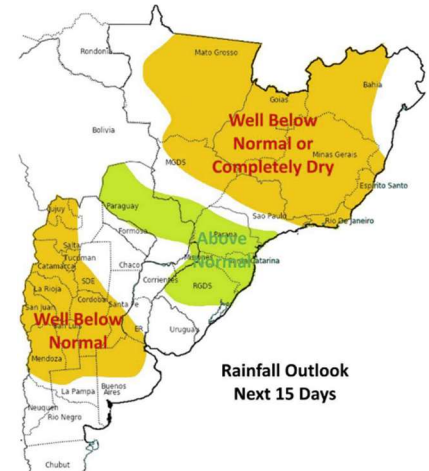 Rondonia
Mato Grosso
Bahia
Goias
Bolivia
Well Below
Normal or
Completely Dry
Minas Gerais
MGDS
Espirito Santo
Paraguay
Sao Paulo
Rio De Janeiro
Jujuy
Formosa
Parana
Above
Normal
Salta
Tucuman
Chaco
Misiones
Catarina
Catamarca
SDE
Corrientes
RGDS
La Rioja
Cordoba
Santa Fe
San Juan
Well Below
Normal
San Luis
ER
Uruguay
Mendoza
Rainfall Outlook
Next 15 Days
La Pampa
Buenos
Aires
Neuquen
Rio Negro
Chubut